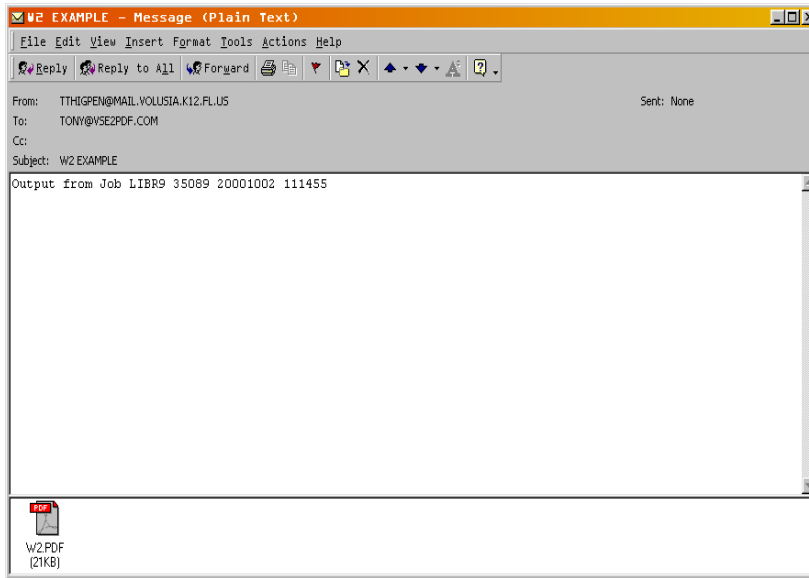 W2 EXAMPLE - Message (Plain Text)
File Edit View Insert Format Tools Actions Help
Reply Reply to All Forward
From: TTHIGPEN@MAIL.VOLUSIA.K12.FL.US Sent: None
To: TONY@VSE2PDF.COM
Cc:
Subject: W2 EXAMPLE
Output from Job LIBR9 35089 20001002 111455
PDF
W2.PDF
(21KB)